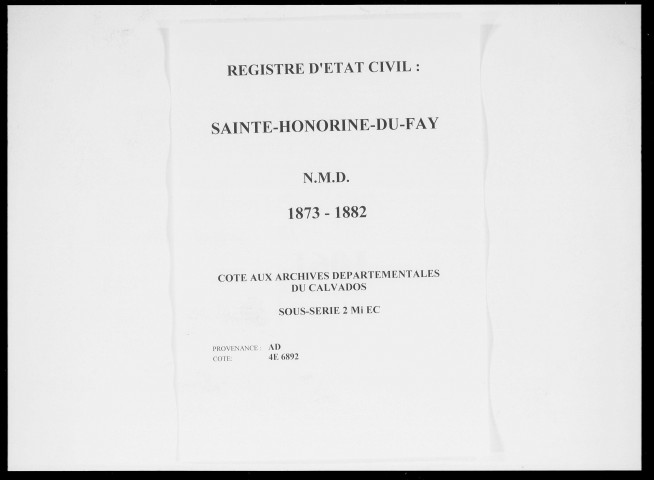 REGISTRE D'ETAT CIVIL :
SAINTE-HONORINE-DU-FAY
N.M.D.
1873 - 1882
COTE AUX ARCHIVES DEPARTEMENTALES
DU CALVADOS
SOUS-SERIE 2 Mi EC
PROVENANCE : AD
COTE: 4E 6892